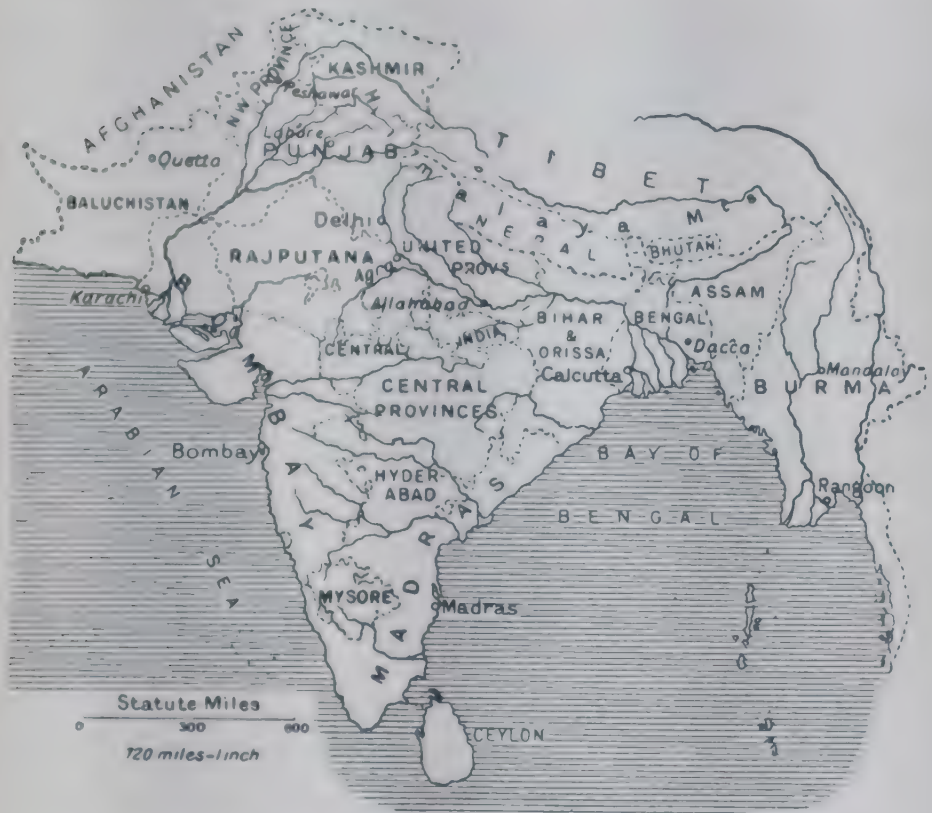 AFGHANISTAN
NW PROVINCE
KASHMIR
Peshawar
Lahore
PUNJAB
Quetta
BALUCHISTAN
TIBET
Himalaya Mts
NEPAL
BHUTAN
Delhi
RAJPUTANA
Agra
UNITED
PROVS
Allahabad
ASSAM
Karachi
CENTRAL INDIA
BIHAR
&
ORISSA
BENGAL
Dacca
Calcutta
Mandalay
BURMA
CENTRAL
PROVINCES
BOMBAY
Bombay
HYDER-
ABAD
ARABIAN SEA
BAY OF
BENGAL
Rangoon
MYSORE
MADRAS
Madras
CEYLON
Statute Miles
0 300 600
720 miles-1inch